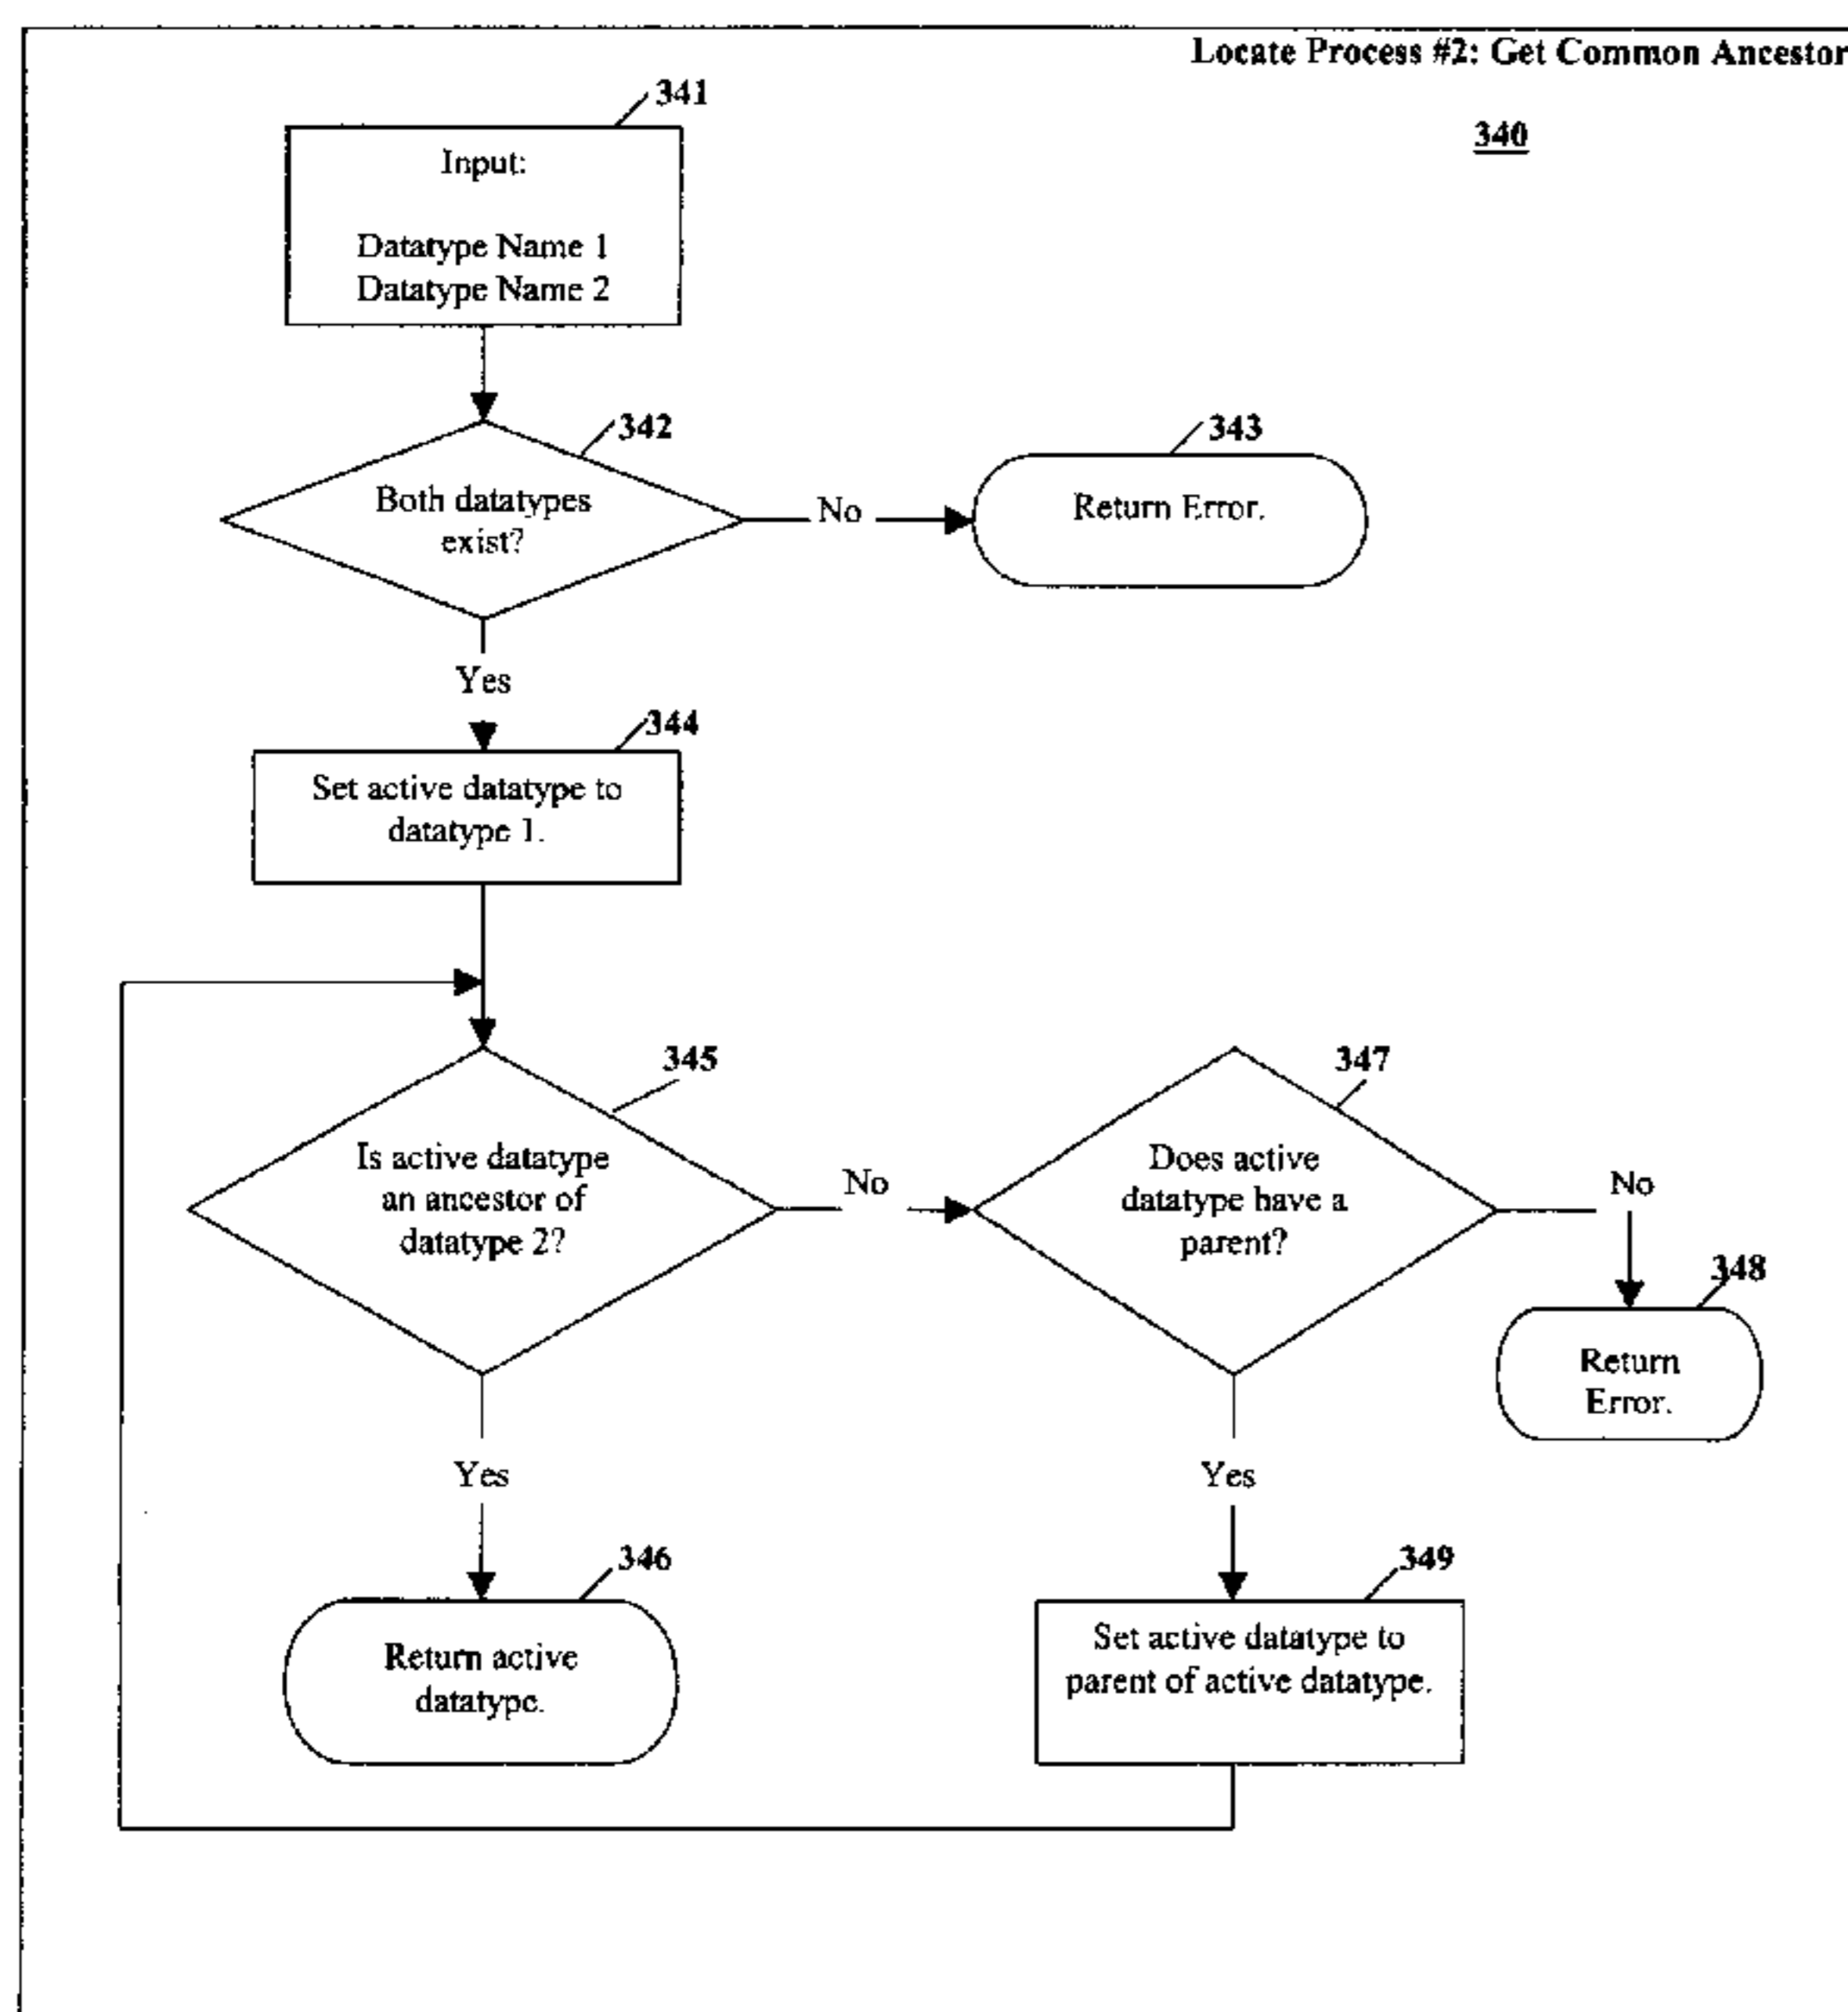 Locate Process #2: Get Common Ancestor
340
341
Input:
Datatype Name 1
Datatype Name 2
342
Both datatypes
exist?
No
343
Return Error.
Yes
344
Set active datatype to
datatype 1.
345
Is active datatype
an ancestor of
datatype 2?
No
347
Does active
datatype have a
parent?
No
348
Return
Error.
Yes
Yes
346
Return active
datatype.
349
Set active datatype to
parent of active datatype.